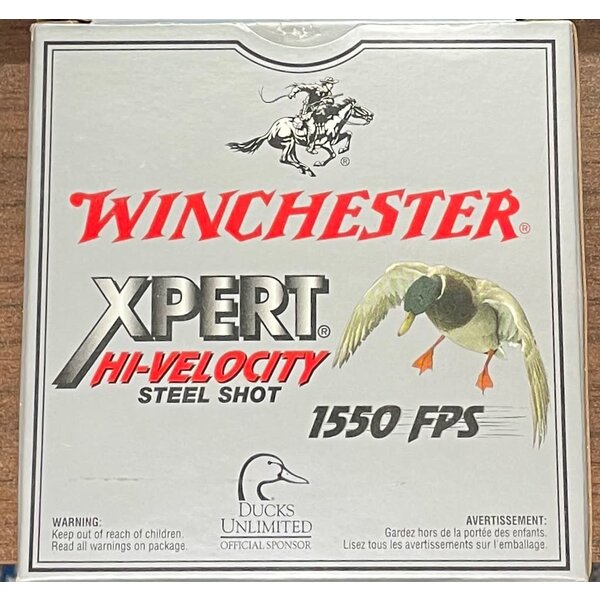 ®
WINCHESTER®
XPERT®
HI-VELOCITY
STEEL SHOT
1550 FPS
DUCKS
UNLIMITED
OFFICIAL SPONSOR
WARNING:
Keep out of reach of children.
Read all warnings on package.
AVERTISSEMENT:
Gardez hors de la portée des enfants.
Lisez tous les avertissements sur l'emballage.